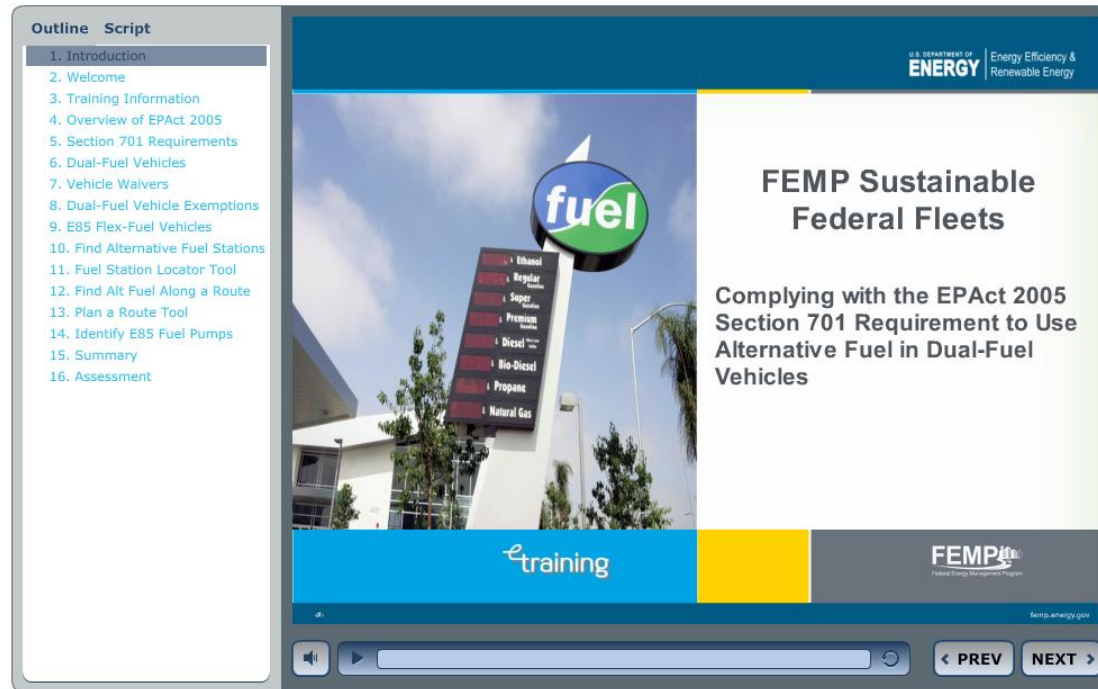 Outline Script
1. Introduction
2. Welcome
3. Training Information
4. Overview of EPAct 2005
5. Section 701 Requirements
6. Dual-Fuel Vehicles
7. Vehicle Waivers
8. Dual-Fuel Vehicle Exemptions
9. E85 Flex-Fuel Vehicles
10. Find Alternative Fuel Stations
11. Fuel Station Locator Tool
12. Find Alt Fuel Along a Route
13. Plan a Route Tool
14. Identify E85 Fuel Pumps
15. Summary
16. Assessment
U.S. DEPARTMENT OF
ENERGY
Energy Efficiency &
Renewable Energy
fuel
Ethanol
Regular
Gasoline
Super
Gasoline
Premium
Gasoline
Diesel
Bio-Diesel
Propane
Natural Gas
FEMP Sustainable
Federal Fleets
Complying with the EPAct 2005
Section 701 Requirement to Use
Alternative Fuel in Dual-Fuel
Vehicles
etraining
FEMP
Federal Energy Management Program
femp.energy.gov
PREV
NEXT